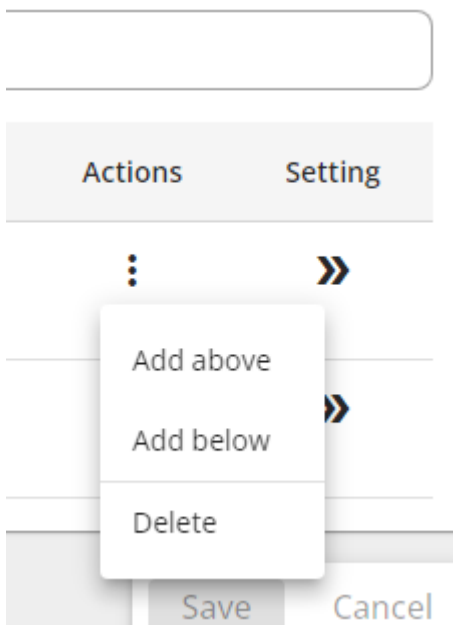 Actions Setting
Add above
Add below
Delete
Save Cancel